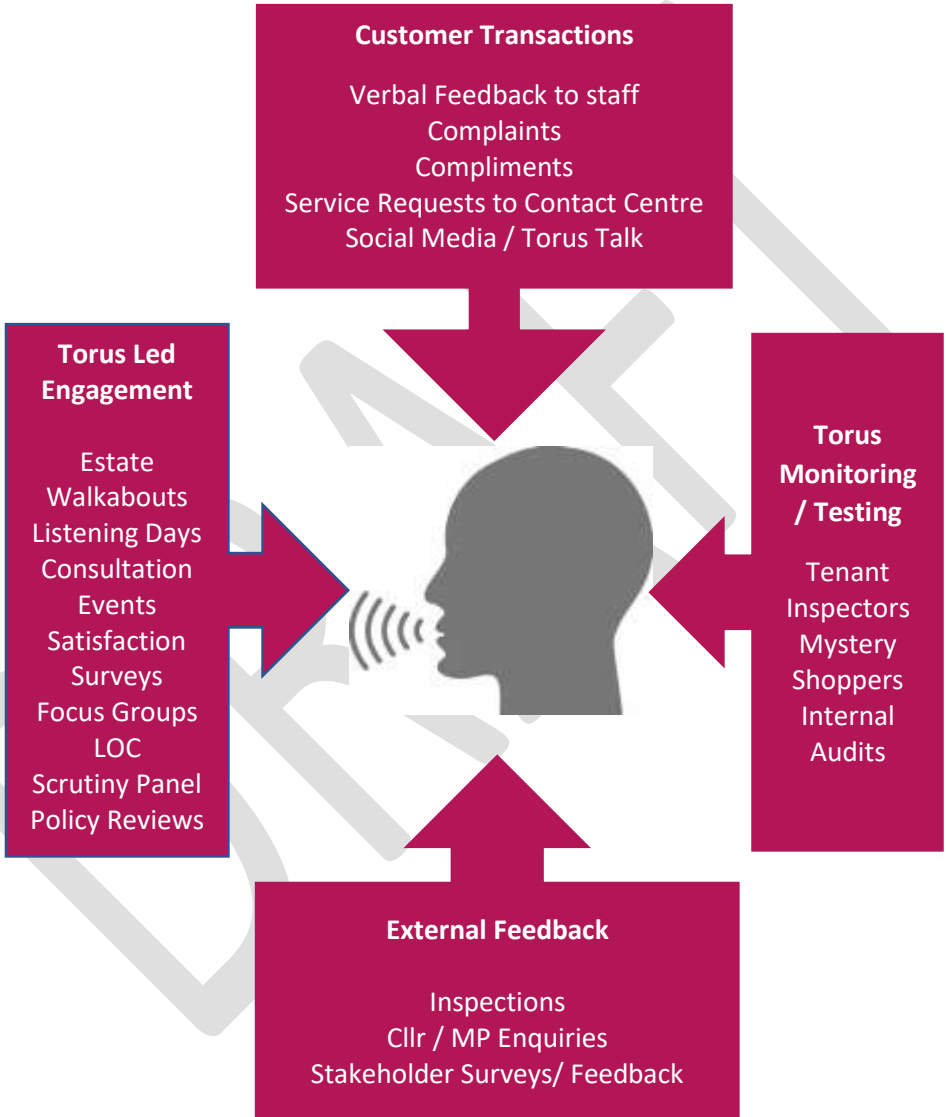 Customer Transactions
Verbal Feedback to staff
Complaints
Compliments
Service Requests to Contact Centre
Social Media / Torus Talk
Torus Led
Engagement
Estate
Walkabouts
Listening Days
Consultation
Events
Satisfaction
Surveys
Focus Groups
LOC
Scrutiny Panel
Policy Reviews
Torus
Monitoring
/ Testing
Tenant
Inspectors
Mystery
Shoppers
Internal
Audits
External Feedback
Inspections
Cllr / MP Enquiries
Stakeholder Surveys/ Feedback
DRAFT